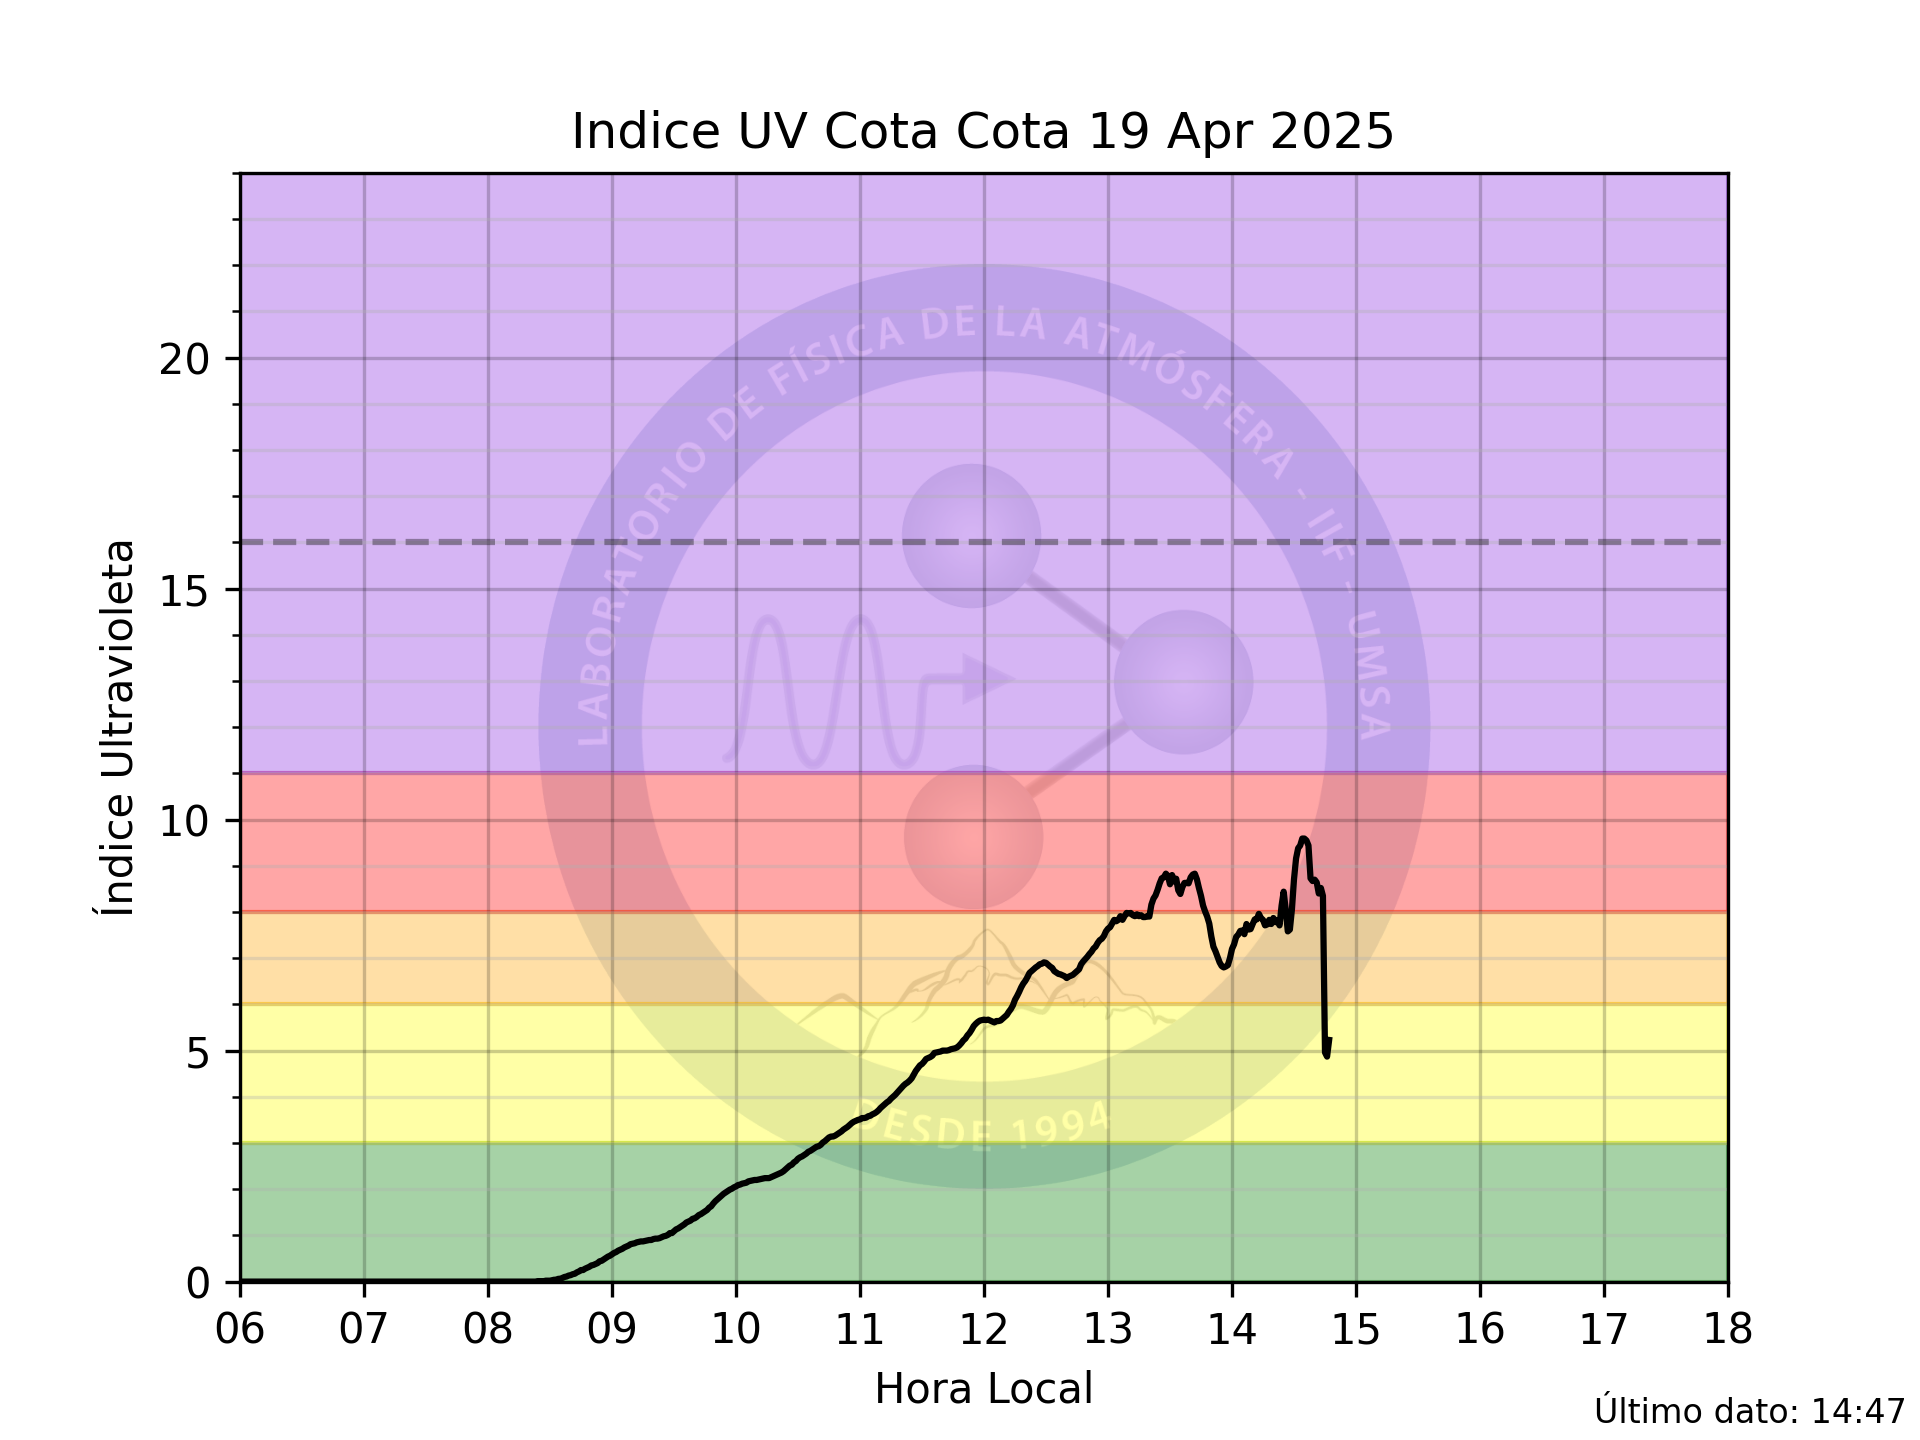 Indice UV Cota Cota 19 Apr 2025
20
15
10
5
0
Índice Ultravioleta
LABORATORIO DE FÍSICA DE LA ATMÓSFERA - IIF - UMSA
DESDE 1994
06 07 08 09 10 11 12 13 14 15 16 17 18
Hora Local
Último dato: 14:47